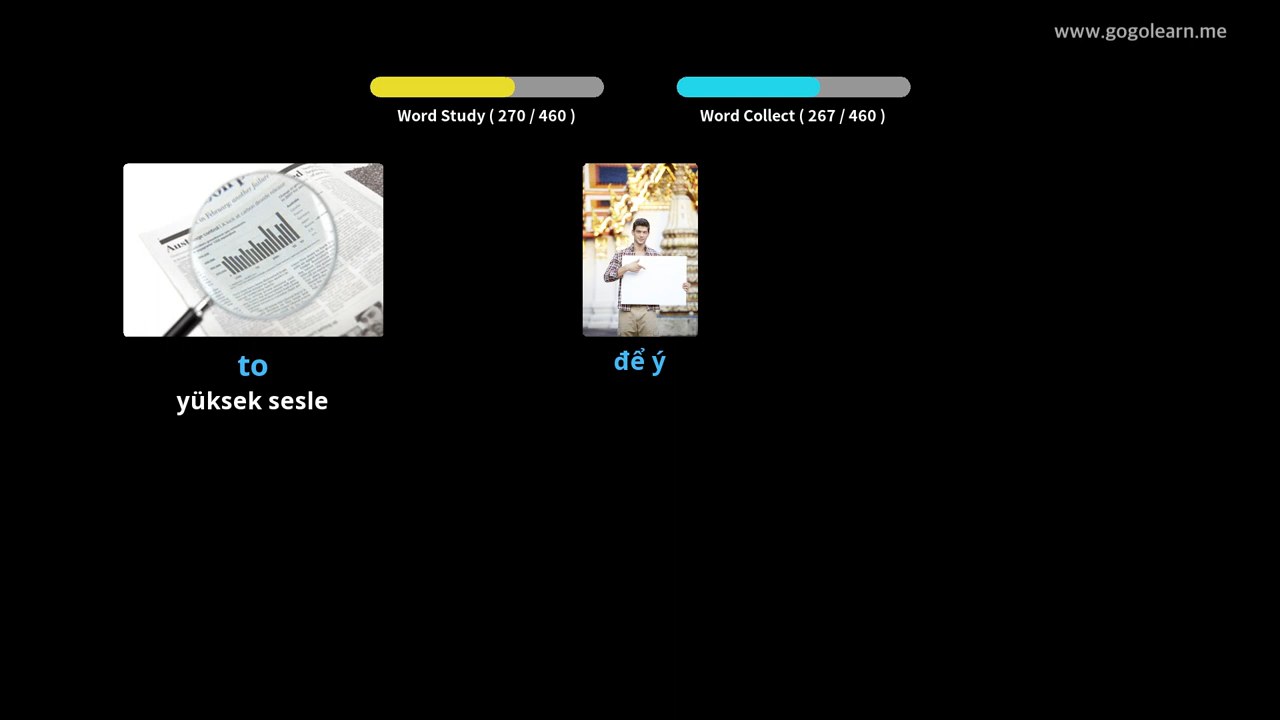 www.gogolearn.me
Word Study ( 270 / 460 )
Word Collect ( 267 / 460 )
to
yüksek sesle
để ý